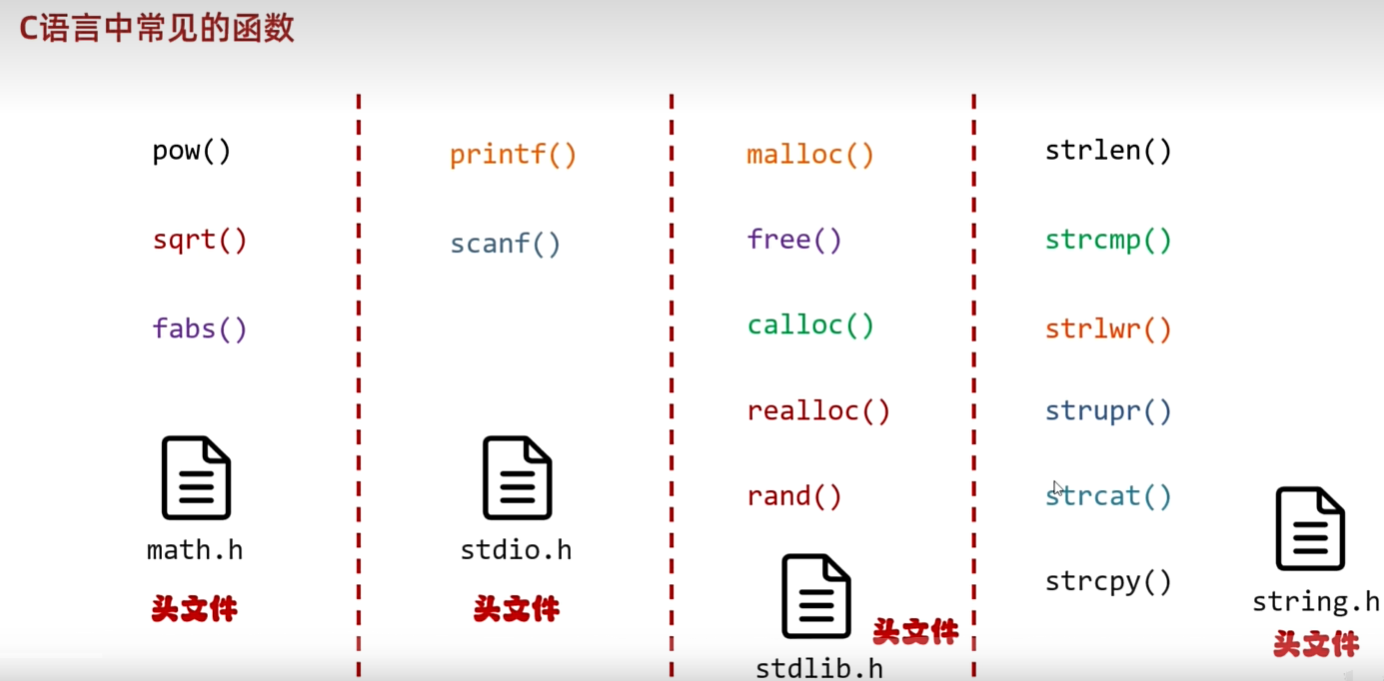 C语言中常见的函数
pow()
sqrt()
fabs()
math.h
头文件
printf()
scanf()
stdio.h
头文件
malloc()
free()
calloc()
realloc()
rand()
头文件
stdlib.h
strlen()
strcmp()
strlwr()
strupr()
strcat()
strcpy()
string.h
头文件